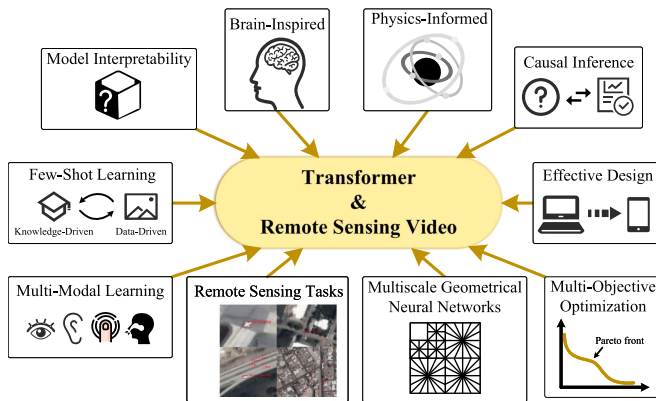 Brain-Inspired
Physics-Informed
Model Interpretability
?
Causal Inference
?
Few-Shot Learning
Knowledge-Driven
Data-Driven
Transformer
&
Remote Sensing Video
Effective Design
Multi-Modal Learning
Remote Sensing Tasks
Multiscale Geometrical
Neural Networks
Multi-Objective
Optimization
Pareto front